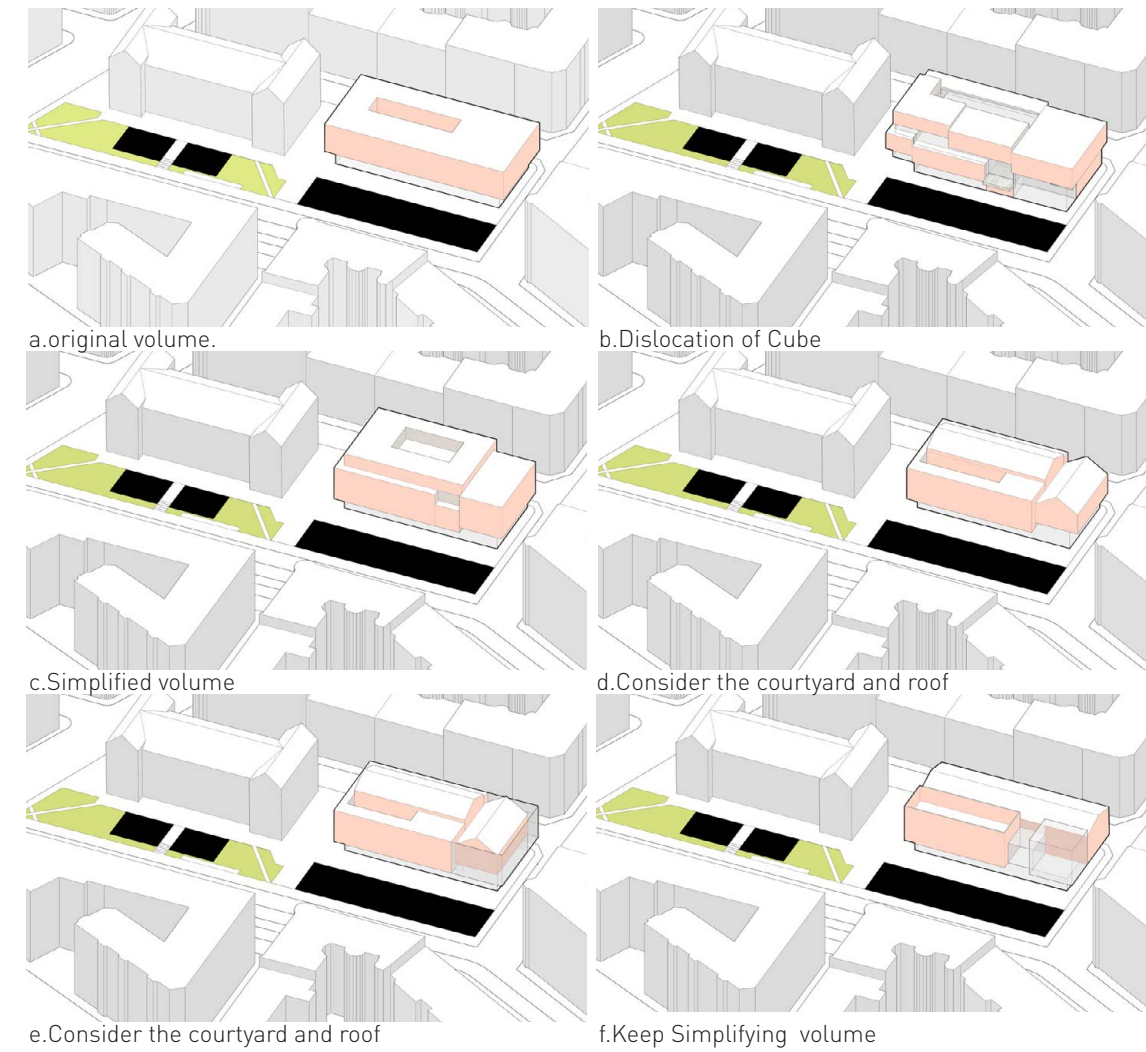 a.original volume.
b.Dislocation of Cube
c.Simplified volume
d.Consider the courtyard and roof
e.Consider the courtyard and roof
f.Keep Simplifying  volume